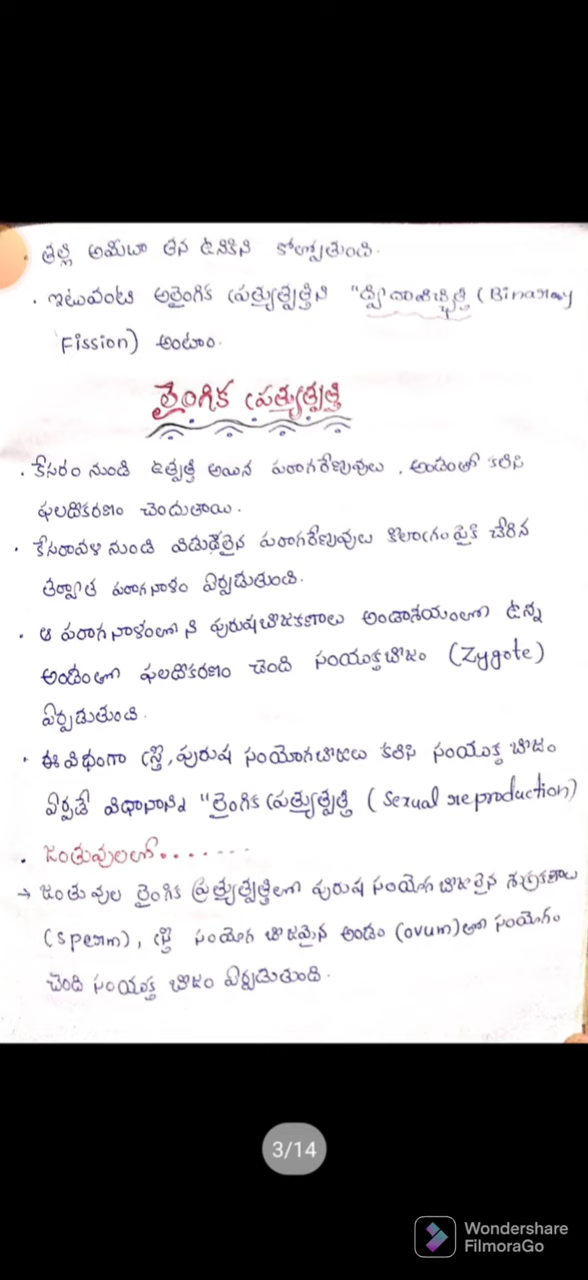 . తల్లి అమీబా తన ఉనికిని కోల్పోతుంది.
. ఇటువంటి అలైంగిక ప్రత్యుత్పత్తిని "ద్విదావిచ్ఛిత్తి (Binary
Fission) అంటాం.
లైంగిక ప్రత్యుత్పత్తి
. కేసరం నుండి ఉత్పత్తి అయిన పరాగరేణువులు, అండంతో కలిసి
ఫలదీకరణం చెందుతాయి.
. కేసరావళి నుండి విడుదలైన పరాగరేణువులు కీలాగ్రం పైకి చేరిన
తర్వాత పరాగనాళం ఏర్పడుతుంది.
. ఆ పరాగనాళంలోని పురుషబీజకణాలు అండాశయంలో ఉన్న
అండంతో ఫలదీకరణం చెంది సంయుక్తబీజం (Zygote)
ఏర్పడుతుంది.
. ఈ విధంగా స్త్రీ, పురుష సంయోగబీజాలు కలిసి సంయుక్త బీజం
ఏర్పడే విధానాన్ని "లైంగిక ప్రత్యుత్పత్తి (Sexual reproduction)
. జంతువులలో.......
→ జంతువుల లైంగిక ప్రత్యుత్పత్తిలో పురుష సంయోగ బీజాలైన శుక్రకణాలు
(sperm), స్త్రీ సంయోగ బీజమైన అండం (ovum)తో సంయోగం
చెంది సంయుక్త బీజం ఏర్పడుతుంది.
3/14
Wondershare
FilmoraGo